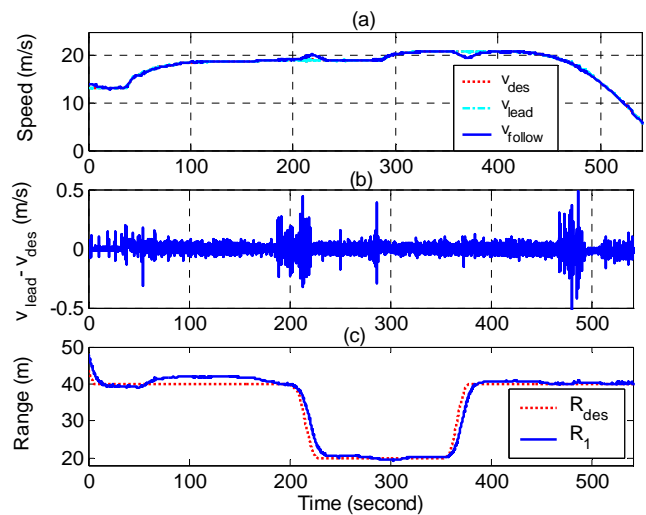 (a)
Speed (m/s)
20
10
0
v_des
v_lead
v_follow
0 100 200 300 400 500
(b)
v_lead - v_des (m/s)
0.5
0
-0.5
0 100 200 300 400 500
(c)
Range (m)
50
40
30
20
R_des
R_1
0 100 200 300 400 500
Time (second)